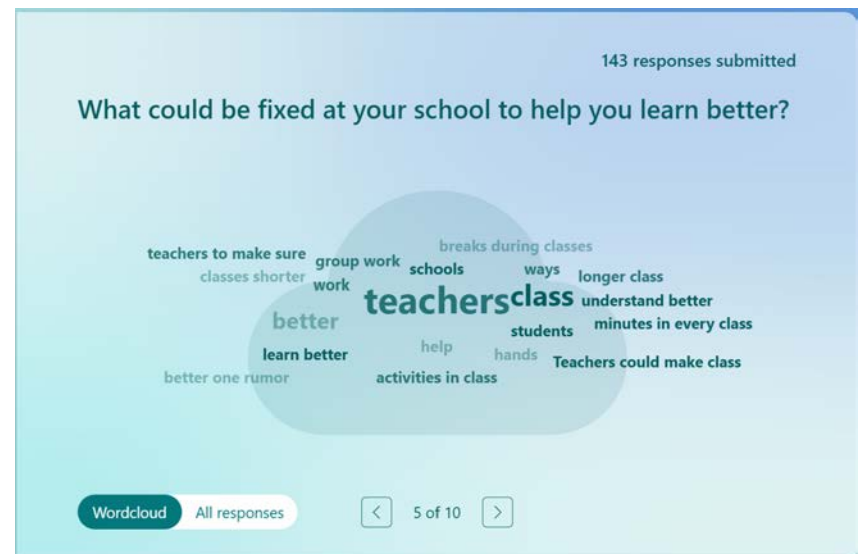 143 responses submitted
What could be fixed at your school to help you learn better?
breaks during classes
teachers to make sure
group work
schools
ways
longer class
classes shorter
work
teachers
class
understand better
better
students
minutes in every class
learn better
help
hands
Teachers could make class
better one rumor
activities in class
Wordcloud
All responses
5 of 10